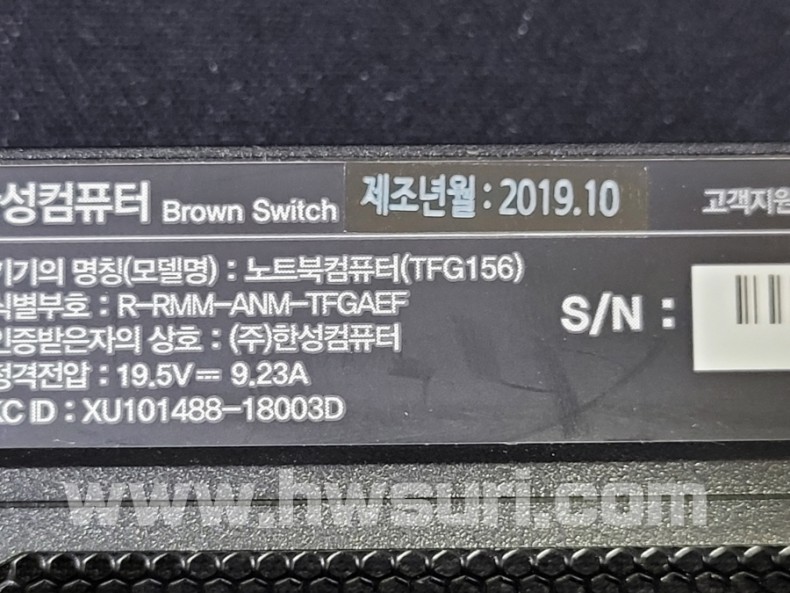 한성컴퓨터 Brown Switch 제조년월 : 2019.10 고객지원
기기의 명칭(모델명) : 노트북컴퓨터(TFG156)
식별부호 : R-RMM-ANM-TFGAEF
인증받은자의 상호 : (주)한성컴퓨터
정격전압 : 19.5V⎓ 9.23A
KC ID : XU101488-18003D
S/N :
www.hwsuri.com